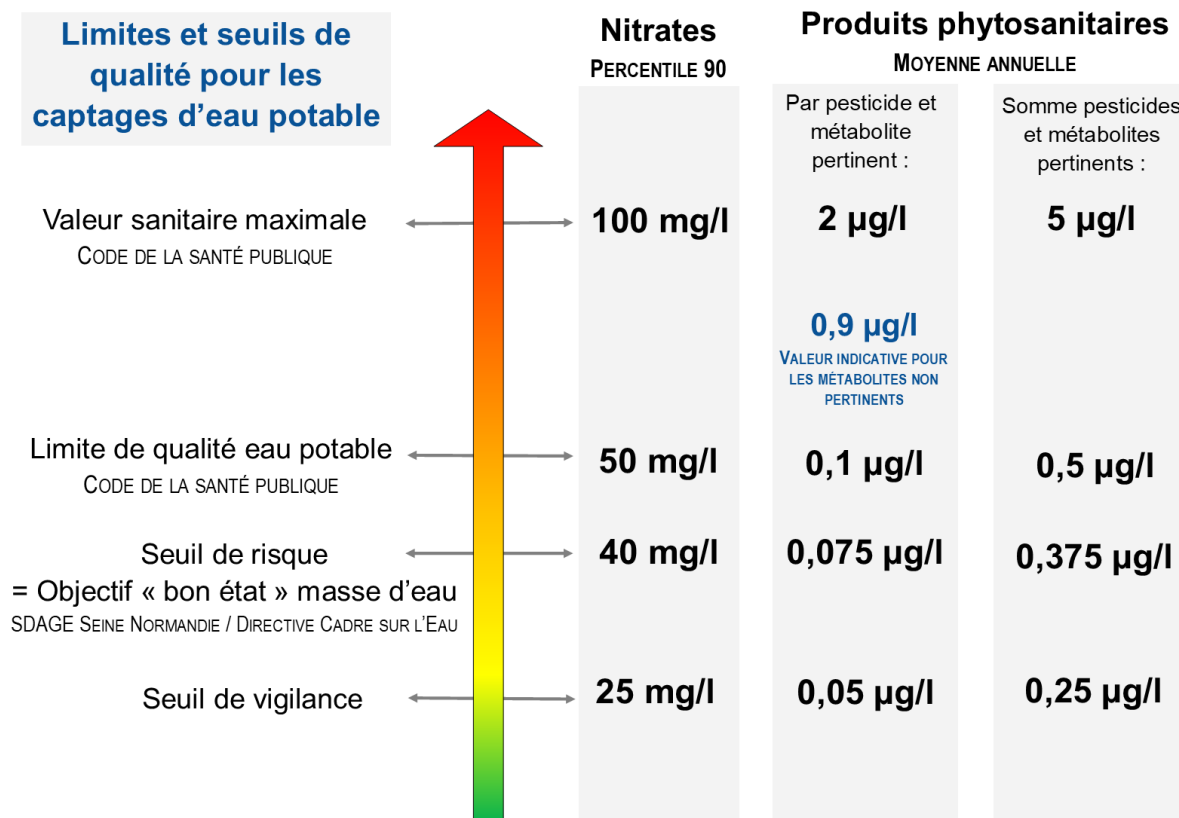 Limites et seuils de
qualité pour les
captages d'eau potable
Nitrates
PERCENTILE 90
Produits phytosanitaires
MOYENNE ANNUELLE
Par pesticide et
métabolite
pertinent :
Somme pesticides
et métabolites
pertinents :
Valeur sanitaire maximale
CODE DE LA SANTÉ PUBLIQUE
100 mg/l
2 µg/l
5 µg/l
0,9 µg/l
VALEUR INDICATIVE POUR
LES MÉTABOLITES NON
PERTINENTS
Limite de qualité eau potable
CODE DE LA SANTÉ PUBLIQUE
50 mg/l
0,1 µg/l
0,5 µg/l
Seuil de risque
= Objectif « bon état » masse d'eau
SDAGE SEINE NORMANDIE / DIRECTIVE CADRE SUR L'EAU
40 mg/l
0,075 µg/l
0,375 µg/l
Seuil de vigilance
25 mg/l
0,05 µg/l
0,25 µg/l